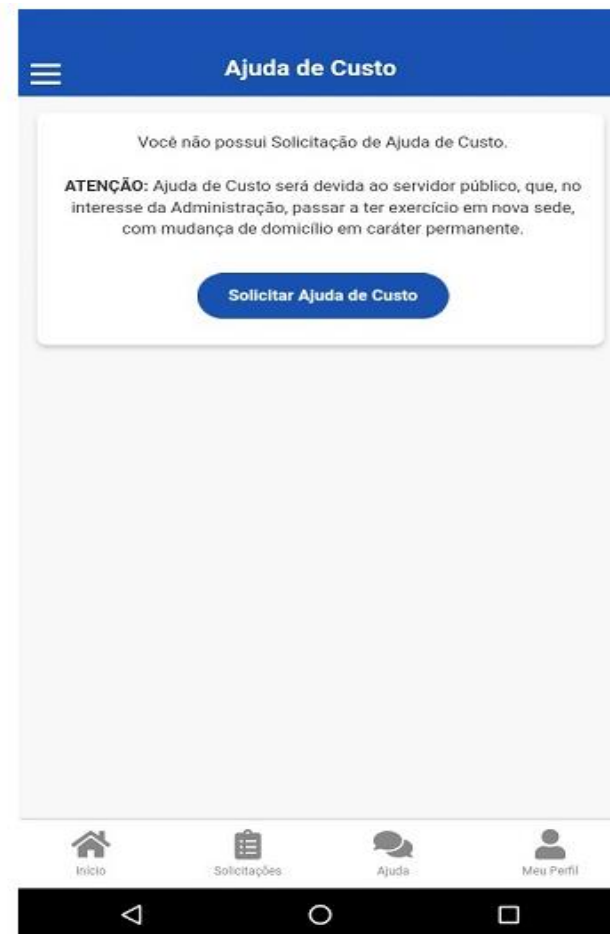 Ajuda de Custo
Você não possui Solicitação de Ajuda de Custo.
ATENÇÃO: Ajuda de Custo será devida ao servidor público, que, no
interesse da Administração, passar a ter exercício em nova sede,
com mudança de domicílio em caráter permanente.
Solicitar Ajuda de Custo
Início Solicitações Ajuda Meu Perfil